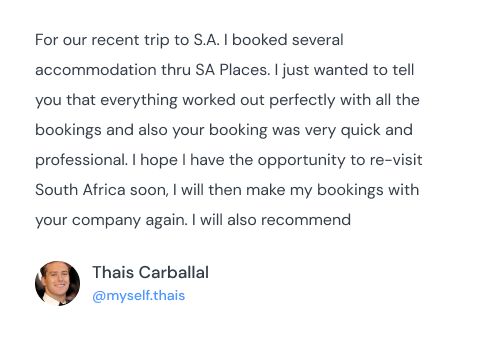 For our recent trip to S.A. I booked several
accommodation thru SA Places. I just wanted to tell
you that everything worked out perfectly with all the
bookings and also your booking was very quick and
professional. I hope I have the opportunity to re-visit
South Africa soon, I will then make my bookings with
your company again. I will also recommend
Thais Carballal
@myself.thais